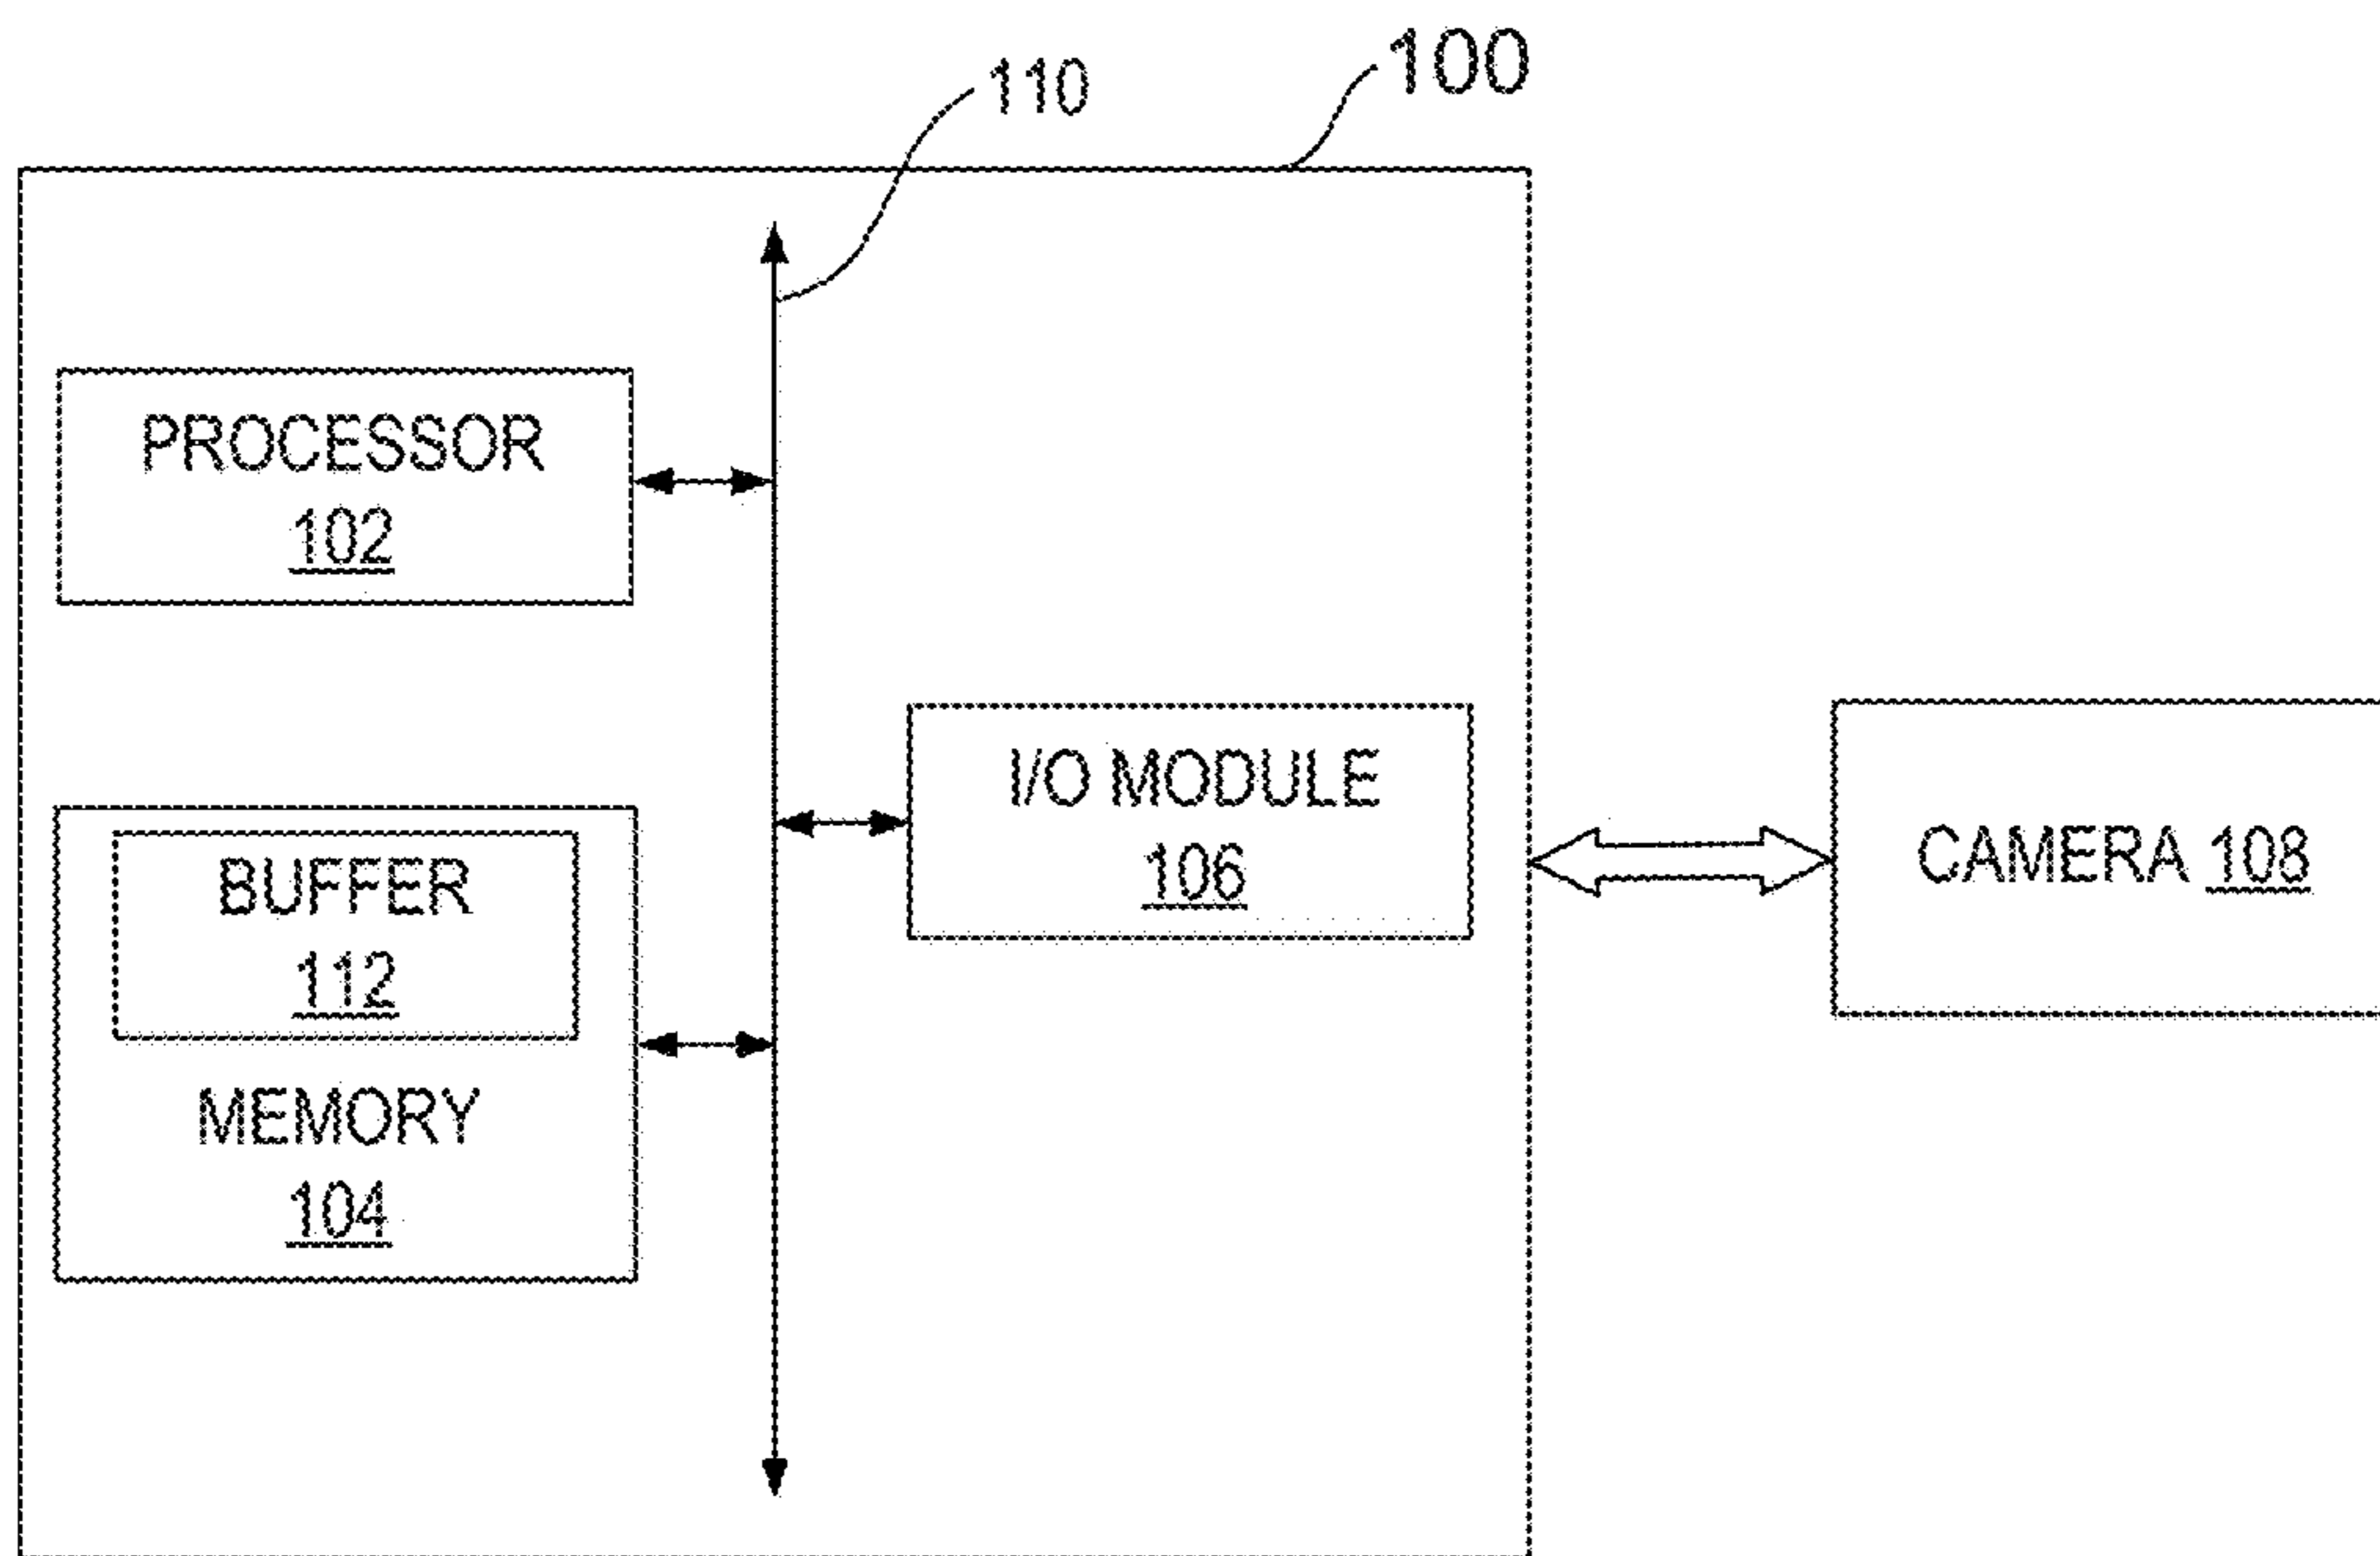 100
110
PROCESSOR
102
I/O MODULE
106
CAMERA 108
BUFFER
112
MEMORY
104